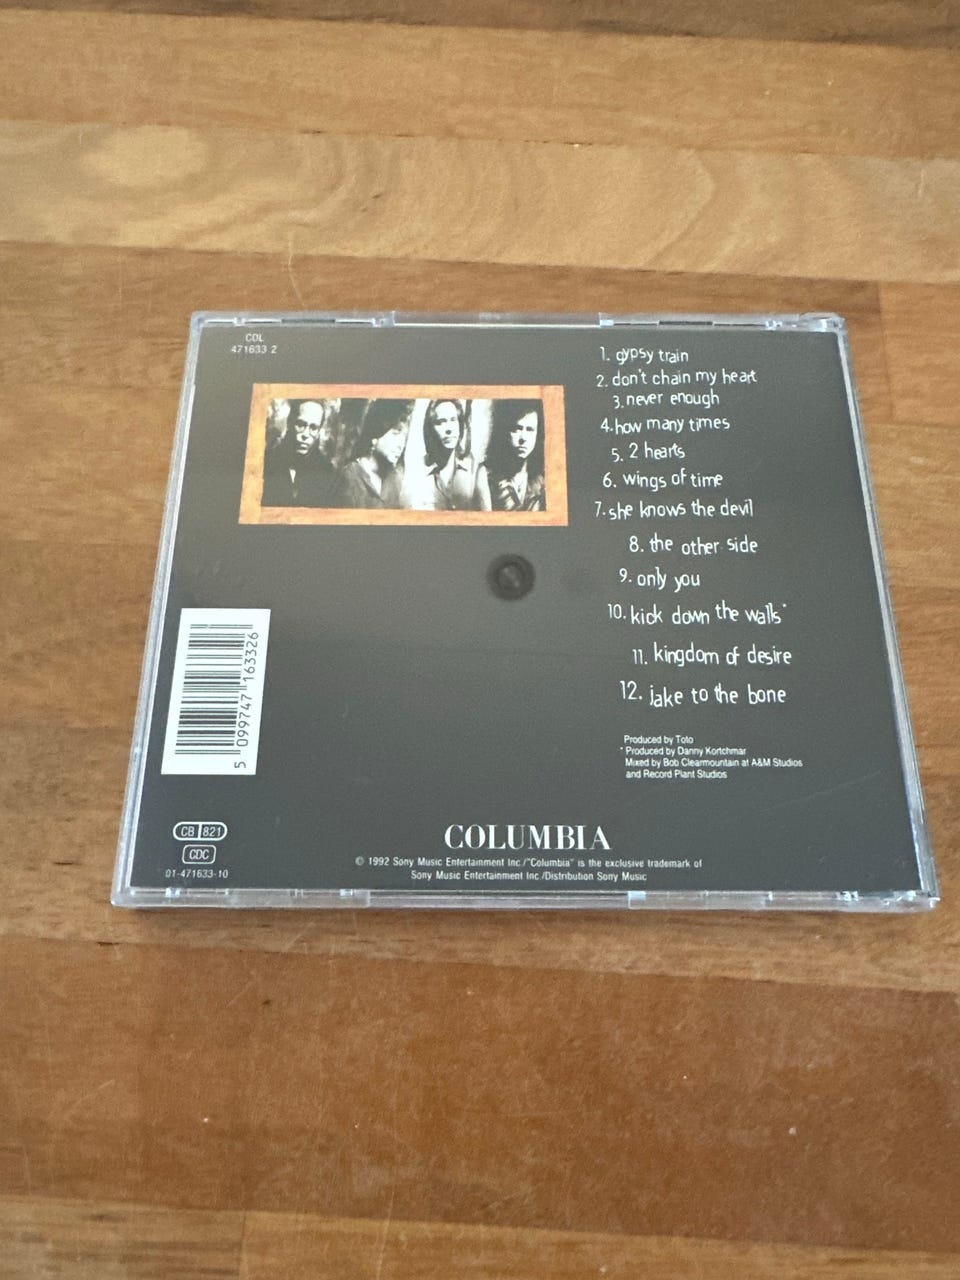 COL
471633 2
1. gypsy train
2. don't chain my heart
3. never enough
4. how many times
5. 2 hearts
6. wings of time
7. she knows the devil
8. the other side
9. only you
10. kick down the walls*
11. kingdom of desire
12. jake to the bone
Produced by Toto
* Produced by Danny Kortchmar
Mixed by Bob Clearmountain at A&M Studios
and Record Plant Studios
5 099747 163326
CB 821
CDC
01-471633-10
COLUMBIA
© 1992 Sony Music Entertainment Inc./"Columbia" is the exclusive trademark of
Sony Music Entertainment Inc./Distribution Sony Music